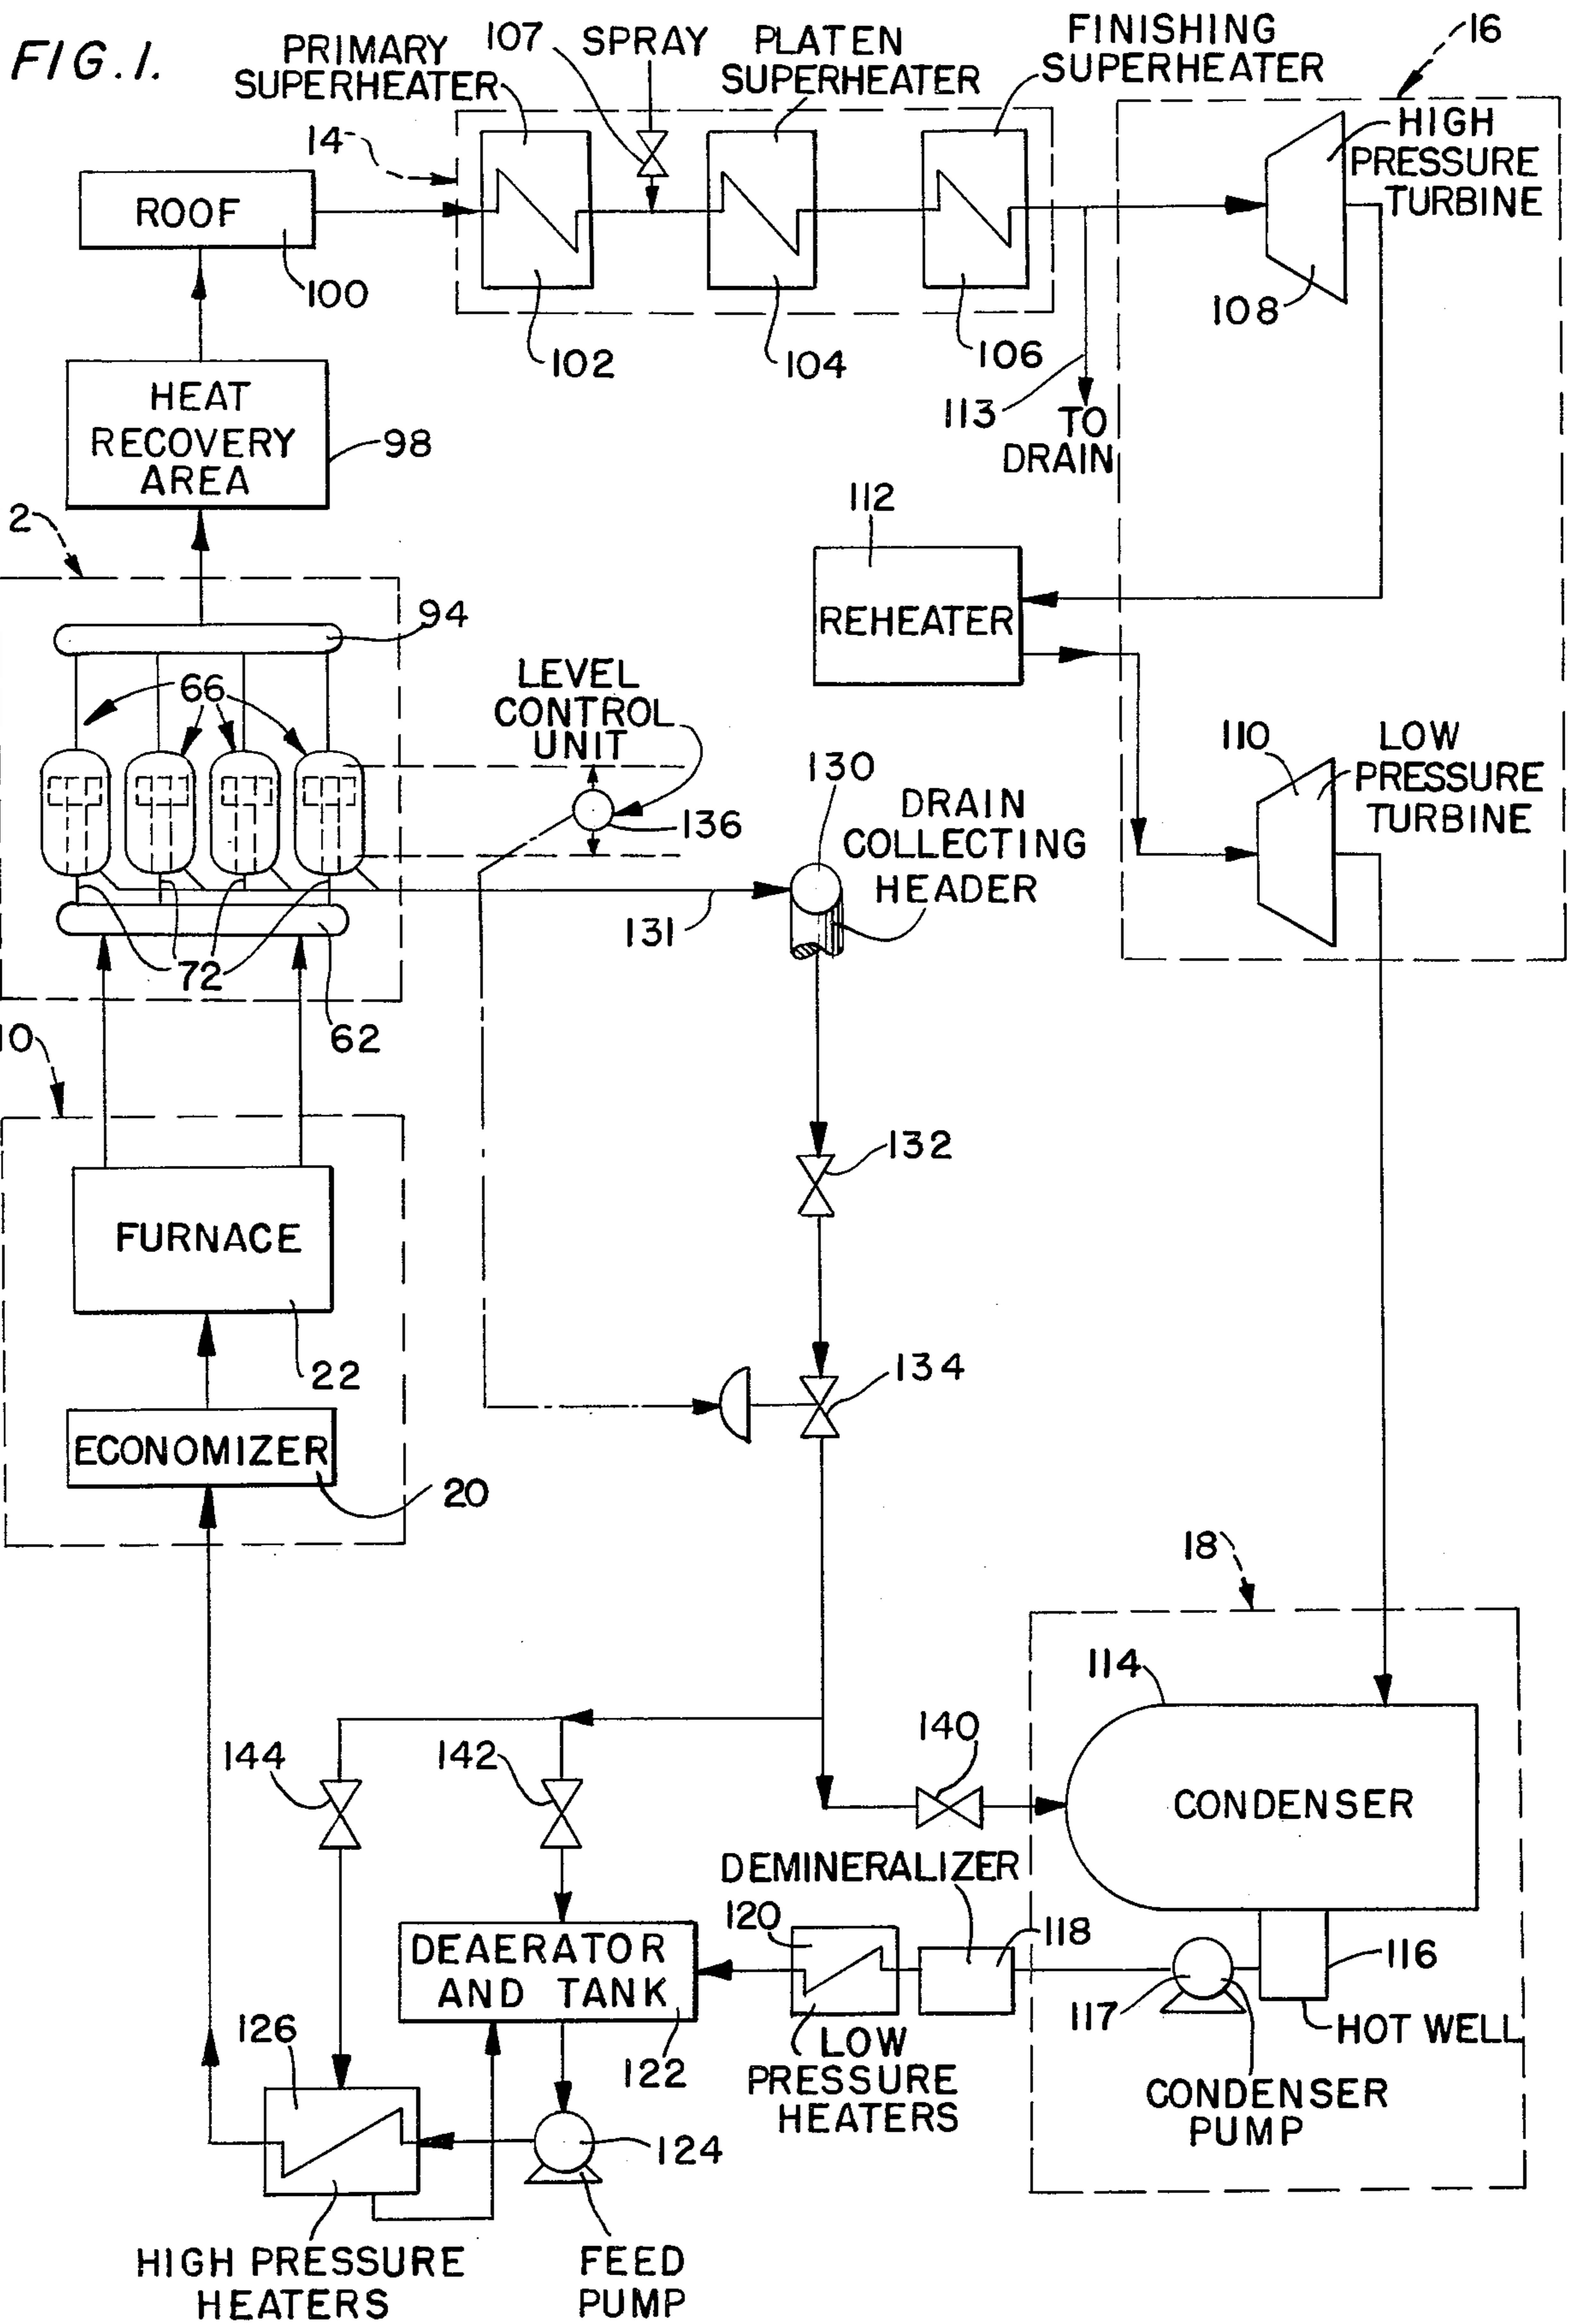 FIG. 1.
PRIMARY
SUPERHEATER
107
SPRAY
PLATEN
SUPERHEATER
FINISHING
SUPERHEATER
16
14
HIGH
PRESSURE
TURBINE
ROOF
100
102
104
106
108
113
TO
DRAIN
HEAT
RECOVERY
AREA
98
2
112
REHEATER
94
66
LEVEL
CONTROL
UNIT
136
130
DRAIN
COLLECTING
HEADER
110
LOW
PRESSURE
TURBINE
131
72
62
10
132
FURNACE
22
134
ECONOMIZER
20
18
114
144
142
140
CONDENSER
DEMINERALIZER
120
118
116
DEAERATOR
AND TANK
122
117
HOT WELL
LOW
PRESSURE
HEATERS
CONDENSER
PUMP
126
124
HIGH PRESSURE
HEATERS
FEED
PUMP